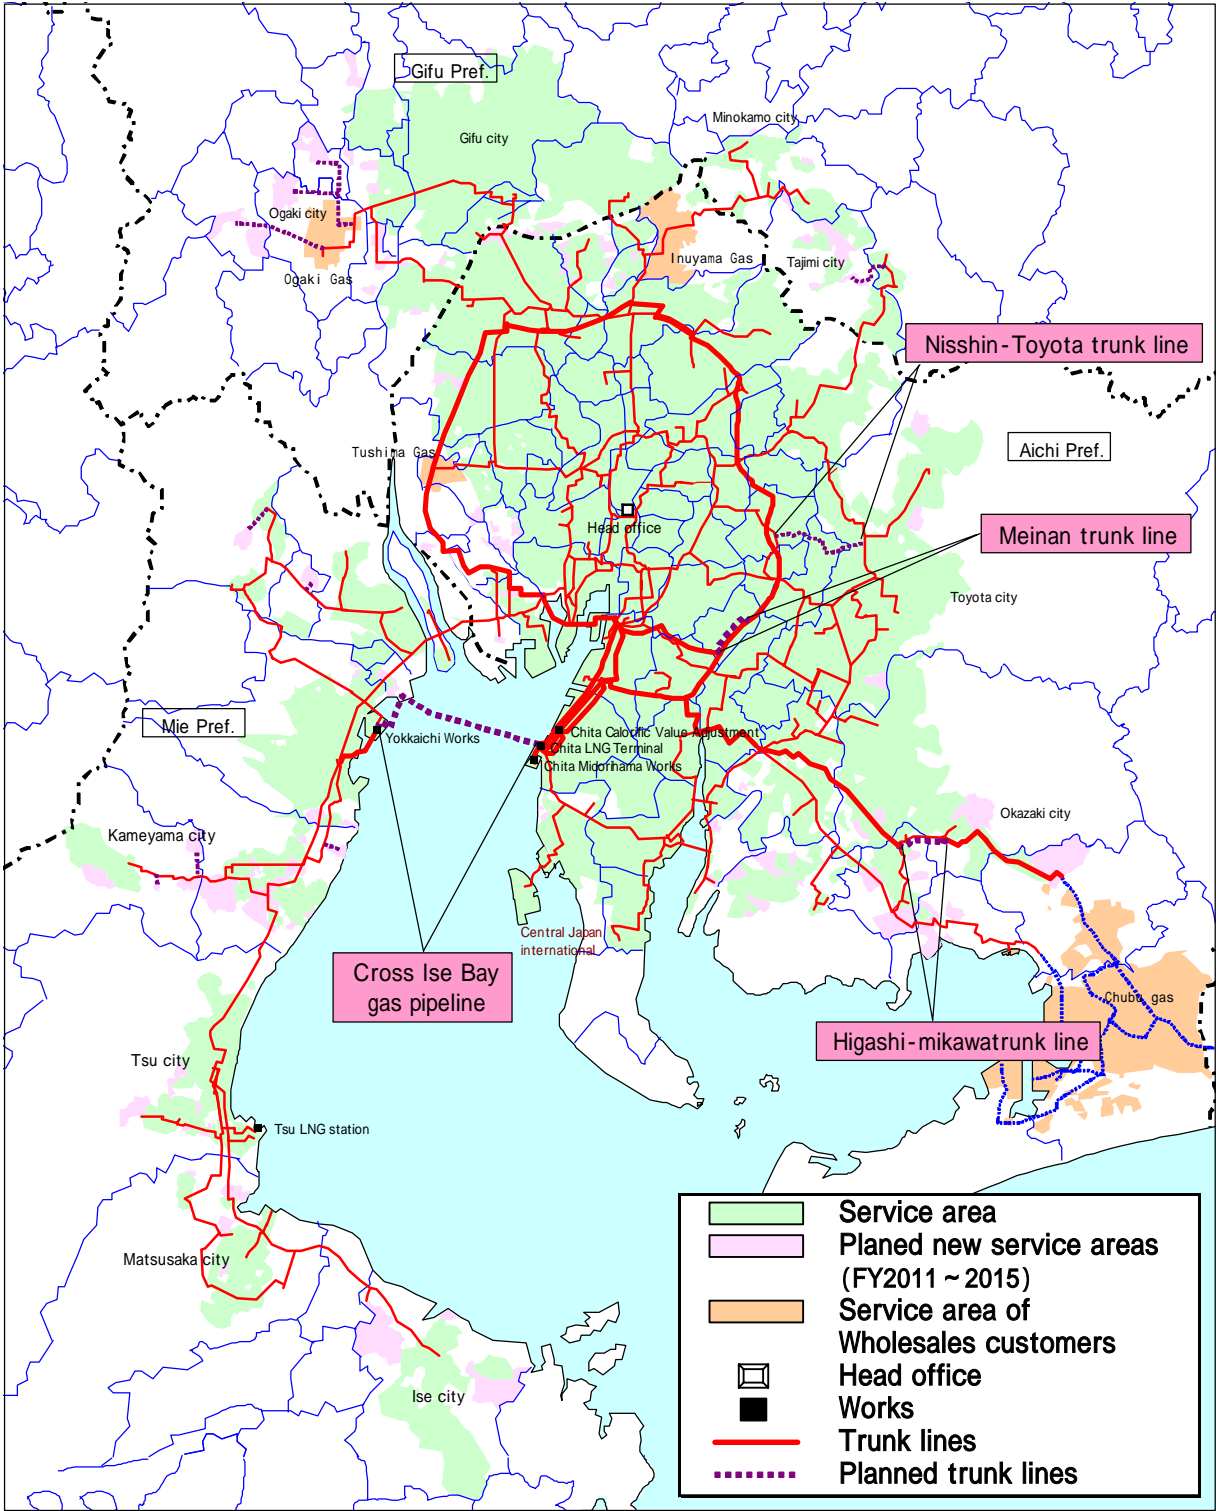 Gifu Pref.
Minokamo city
Gifu city
Ogaki city
Inuyama Gas
Tajimi city
Ogaki Gas
Nisshin-Toyota trunk line
Aichi Pref.
Tushima Gas
Head office
Meinan trunk line
Toyota city
Mie Pref.
Yokkaichi Works
Chita Calorific Value Adjustment
Chita LNG Terminal
Chita Midorihama Works
Okazaki city
Kameyama city
Central Japan
international
Cross Ise Bay
gas pipeline
Chubu gas
Higashi-mikawatrunk line
Tsu city
Tsu LNG station
Matsusaka city
Ise city
Service area
Planed new service areas
(FY2011~2015)
Service area of
Wholesales customers
Head office
Works
Trunk lines
Planned trunk lines